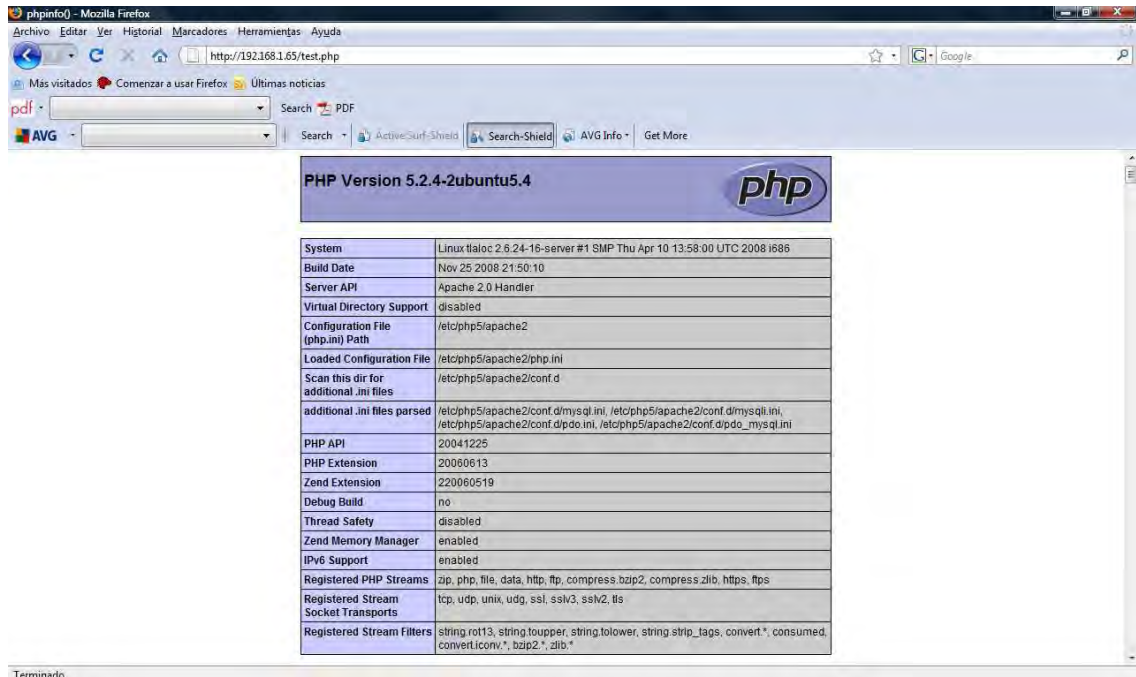 phpinfo() - Mozilla Firefox
Archivo Editar Ver Historial Marcadores Herramientas Ayuda
http://192.168.1.65/test.php
G Google
Más visitados Comenzar a usar Firefox Últimas noticias
pdf Search PDF
AVG Search Active Surf-Shield Search-Shield AVG Info Get More
PHP Version 5.2.4-2ubuntu5.4
php
System Linux tlaloc 2.6.24-16-server #1 SMP Thu Apr 10 13:58:00 UTC 2008 i686
Build Date Nov 25 2008 21:50:10
Server API Apache 2.0 Handler
Virtual Directory Support disabled
Configuration File
(php.ini) Path /etc/php5/apache2
Loaded Configuration File /etc/php5/apache2/php.ini
Scan this dir for
additional .ini files /etc/php5/apache2/conf.d
additional .ini files parsed /etc/php5/apache2/conf.d/mysql.ini, /etc/php5/apache2/conf.d/mysqli.ini,
/etc/php5/apache2/conf.d/pdo.ini, /etc/php5/apache2/conf.d/pdo_mysql.ini
PHP API 20041225
PHP Extension 20060613
Zend Extension 220060519
Debug Build no
Thread Safety disabled
Zend Memory Manager enabled
IPv6 Support enabled
Registered PHP Streams zip, php, file, data, http, ftp, compress.bzip2, compress.zlib, https, ftps
Registered Stream
Socket Transports tcp, udp, unix, udg, ssl, sslv3, sslv2, tls
Registered Stream Filters string.rot13, string.toupper, string.tolower, string.strip_tags, convert.*, consumed,
convert.iconv.*, bzip2.*, zlib.*
Terminado